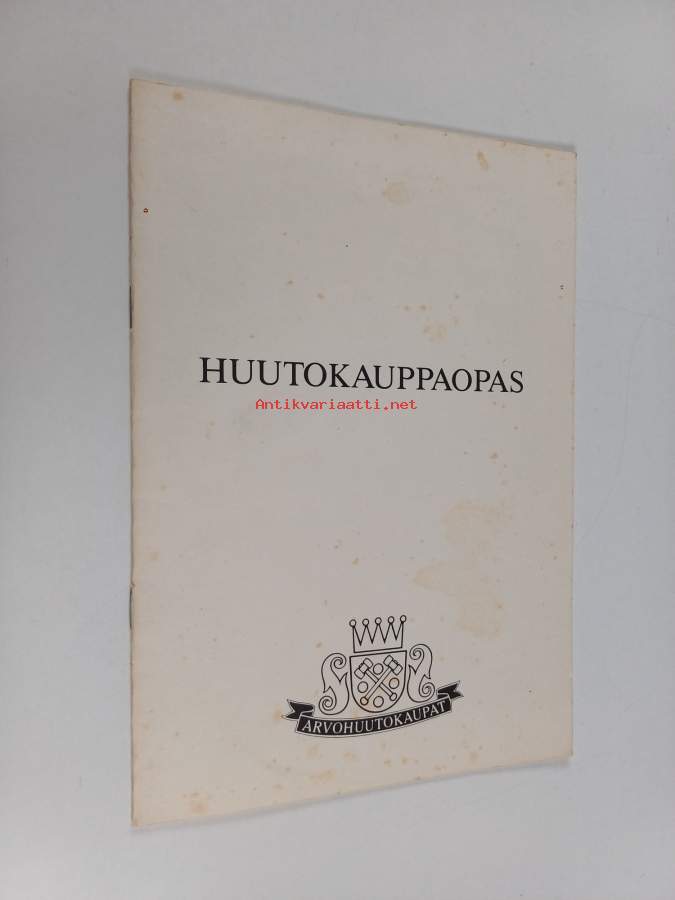 HUUTOKAUPPAOPAS
Antikvariaatti.net
ARVOHUUTOKAUPAT